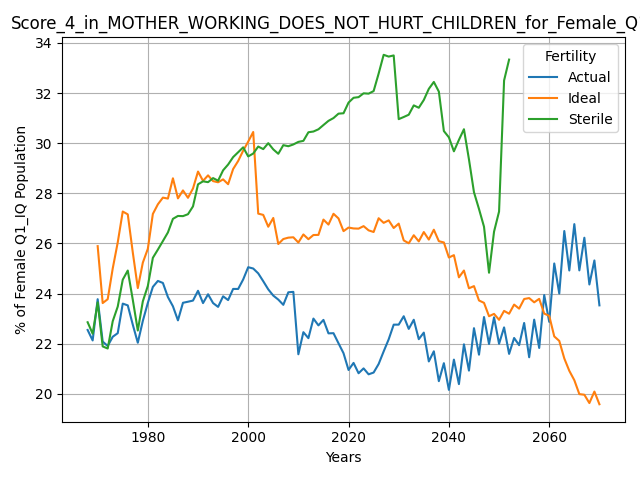 Score_4_in_MOTHER_WORKING_DOES_NOT_HURT_CHILDREN_for_Female_Q
34
32
30
28
26
24
22
20
% of Female Q1_IQ Population
Fertility
Actual
Ideal
Sterile
1980
2000
2020
2040
2060
Years